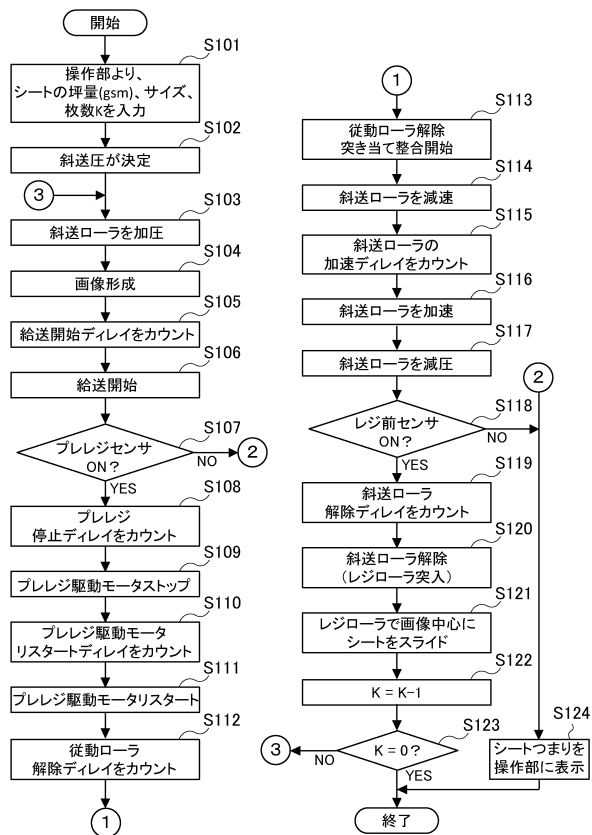 開始
S101
操作部より、
シートの坪量(gsm)、サイズ、
枚数Kを入力
S102
斜送圧が決定
3
S103
斜送ローラを加圧
S104
画像形成
S105
給送開始ディレイをカウント
S106
給送開始
S107
プレレジセンサ
ON?
NO
2
YES
S108
プレレジ
停止ディレイをカウント
S109
プレレジ駆動モータストップ
S110
プレレジ駆動モータ
リスタートディレイをカウント
S111
プレレジ駆動モータリスタート
S112
従動ローラ
解除ディレイをカウント
1
1
S113
従動ローラ解除
突き当て整合開始
S114
斜送ローラを減速
S115
斜送ローラの
加速ディレイをカウント
S116
斜送ローラを加速
S117
斜送ローラを減圧
2
S118
レジ前センサ
ON?
NO
YES
S119
斜送ローラ
解除ディレイをカウント
S120
斜送ローラ解除
(レジローラ突入)
S121
レジローラで画像中心に
シートをスライド
S122
K = K-1
S123
K = 0?
3
NO
YES
S124
シートつまりを
操作部に表示
終了